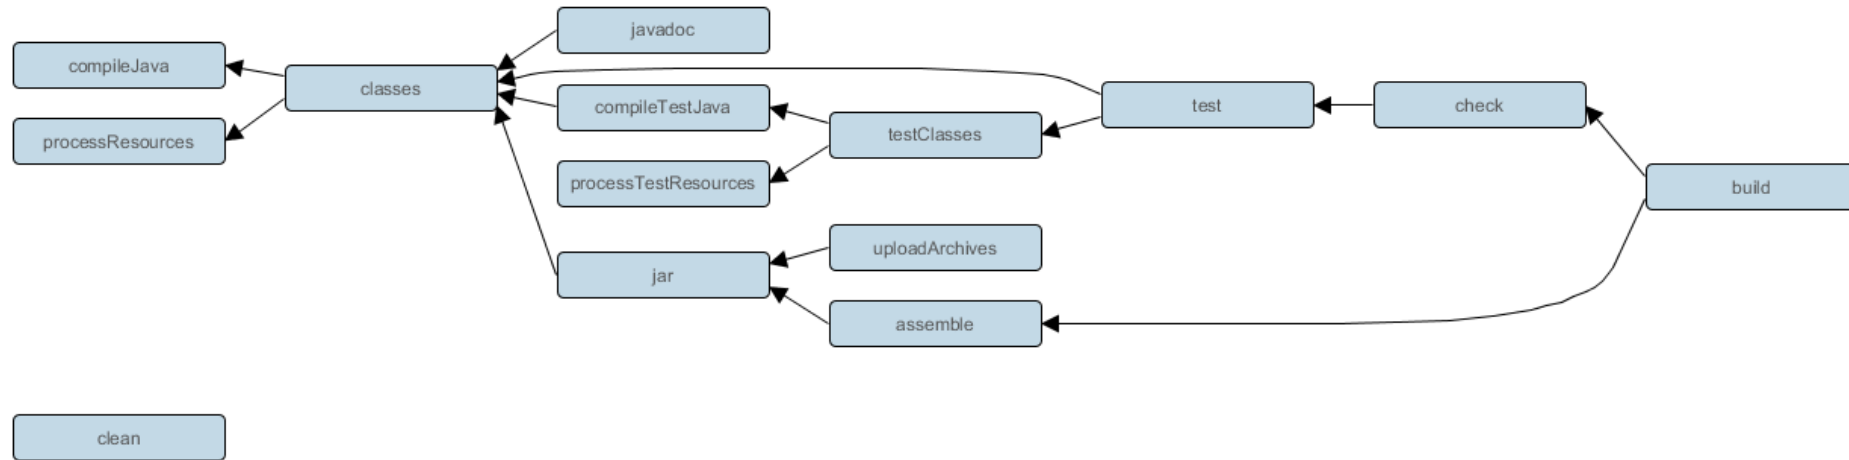 javadoc
compileJava
classes
compileTestJava
test
check
processResources
testClasses
processTestResources
build
uploadArchives
jar
assemble
clean